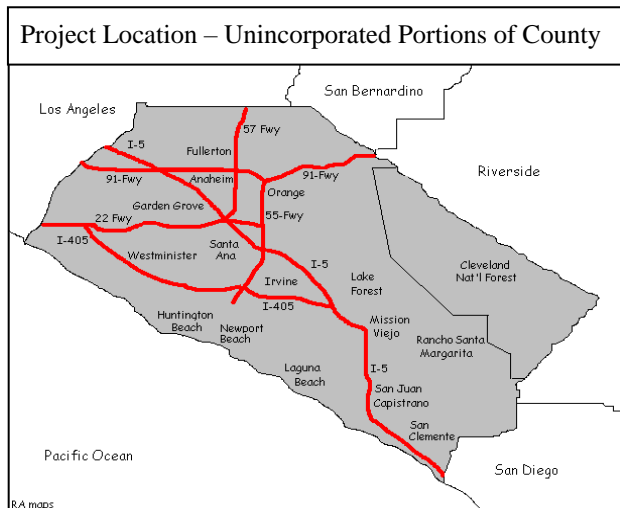 Project Location – Unincorporated Portions of County
San Bernardino
Los Angeles
57 Fwy
I-5
Fullerton
Riverside
91-Fwy
Anaheim
91-Fwy
Orange
Garden Grove
22 Fwy
55-Fwy
I-405
Santa
Ana
Westminister
I-5
Cleveland
Nat'l Forest
Irvine
Lake
Forest
I-405
Huntington
Beach
Newport
Beach
Mission
Viejo
Rancho Santa
Margarita
Laguna
Beach
I-5
San Juan
Capistrano
San
Clemente
Pacific Ocean
San Diego
RA maps